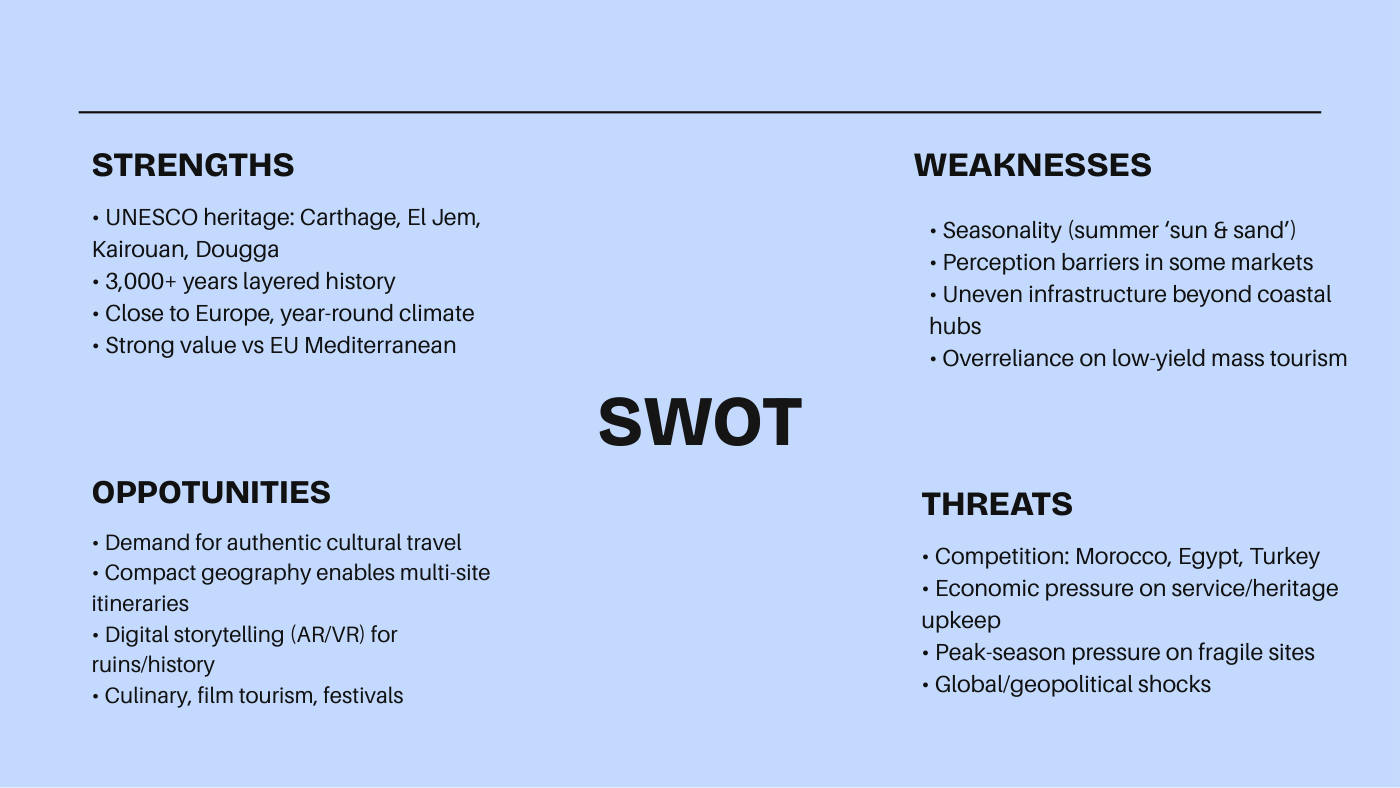 STRENGTHS
• UNESCO heritage: Carthage, El Jem,
Kairouan, Dougga
• 3,000+ years layered history
• Close to Europe, year-round climate
• Strong value vs EU Mediterranean
WEAKNESSES
• Seasonality (summer ‘sun & sand’)
• Perception barriers in some markets
• Uneven infrastructure beyond coastal
hubs
• Overreliance on low-yield mass tourism
SWOT
OPPOTUNITIES
• Demand for authentic cultural travel
• Compact geography enables multi-site
itineraries
• Digital storytelling (AR/VR) for
ruins/history
• Culinary, film tourism, festivals
THREATS
• Competition: Morocco, Egypt, Turkey
• Economic pressure on service/heritage
upkeep
• Peak-season pressure on fragile sites
• Global/geopolitical shocks